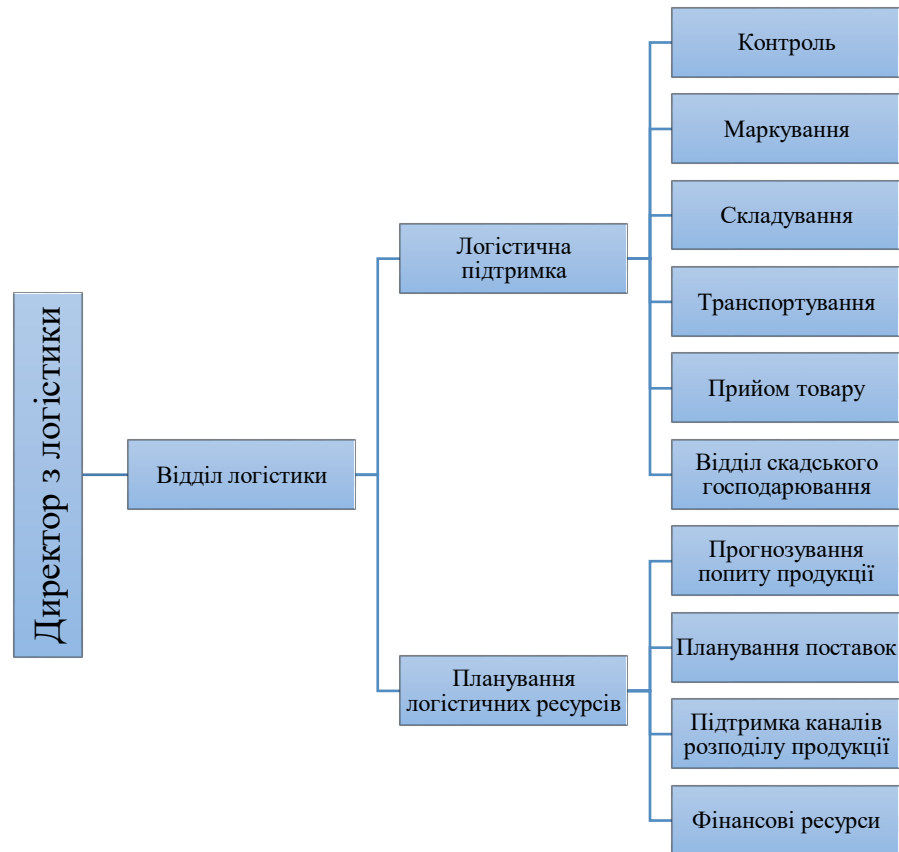 Директор з логістики
Відділ логістики
Логістична
підтримка
Контроль
Маркування
Складування
Транспортування
Прийом товару
Відділ скадського
господарювання
Планування
логістичних ресурсів
Прогнозування
попиту продукції
Планування поставок
Підтримка каналів
розподілу продукції
Фінансові ресурси